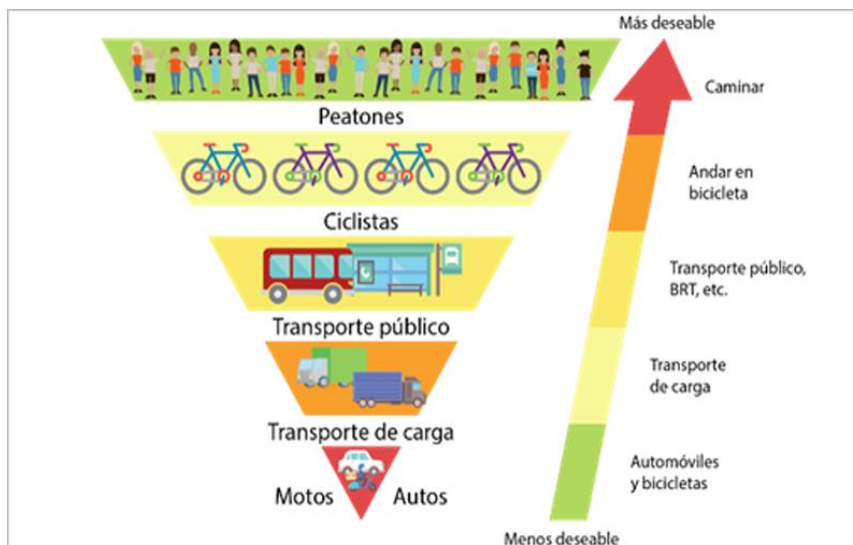 Más deseable
Caminar
Peatones
Andar en
bicicleta
Ciclistas
Transporte público,
BRT, etc.
Transporte público
Transporte
de carga
Transporte de carga
Automóviles
y bicicletas
Motos
Autos
Menos deseable